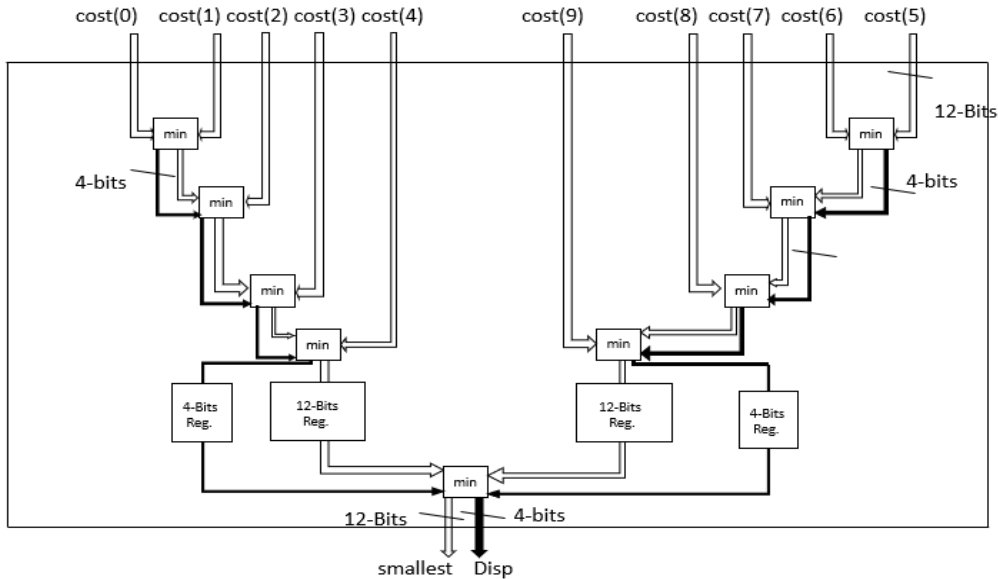 cost(0) cost(1) cost(2) cost(3) cost(4) cost(9) cost(8) cost(7) cost(6) cost(5)
12-Bits
min min
4-bits 4-bits
min min
min min
min min
4-Bits
Reg.
12-Bits
Reg.
12-Bits
Reg.
4-Bits
Reg.
min
12-Bits 4-bits
smallest Disp